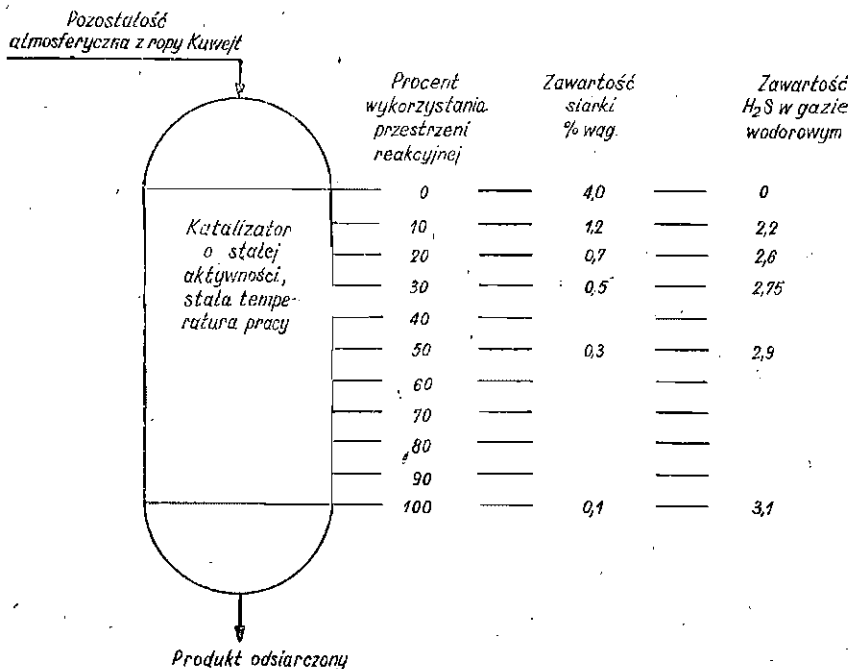 Pozostałość
atmosferyczna z ropy Kuwejt
Procent
wykorzystania
przestrzeni
reakcyjnej
Zawartość
siarki
% wag.
Zawartość
H₂S w gazie
wodorowym
Katalizator
o stałej
aktywności,
stała tempe-
ratura pracy
0 4,0 0
10 1,2 2,2
20 0,7 2,6
30 0,5 2,75
40
50 0,3 2,9
60
70
80
90
100 0,1 3,1
Produkt odsiarczony